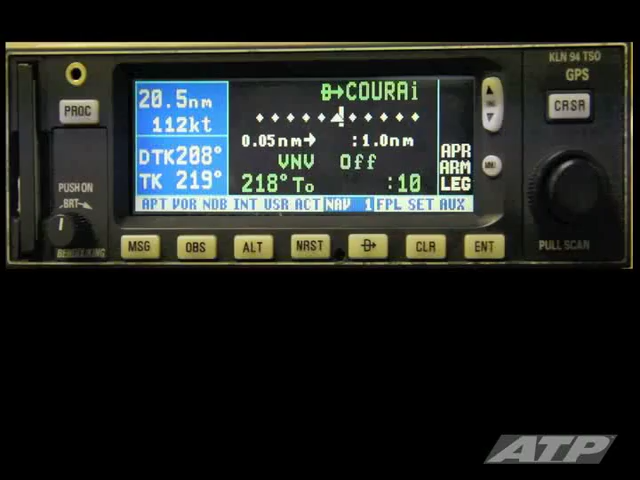 KLN 94 TSO
GPS
PROC
CRSR
PUSH ON
BRT
BENDIX/KING
PULL SCAN
20.5nm
112kt
DTK208°
TK 219°
COURAi
0.05nm→ :1.0nm
VNV Off
218°To :10
APR
ARM
LEG
APT VOR NDB INT USR ACT NAV 1 FPL SET AUX
MSG OBS ALT NRST D CLR ENT
ATP